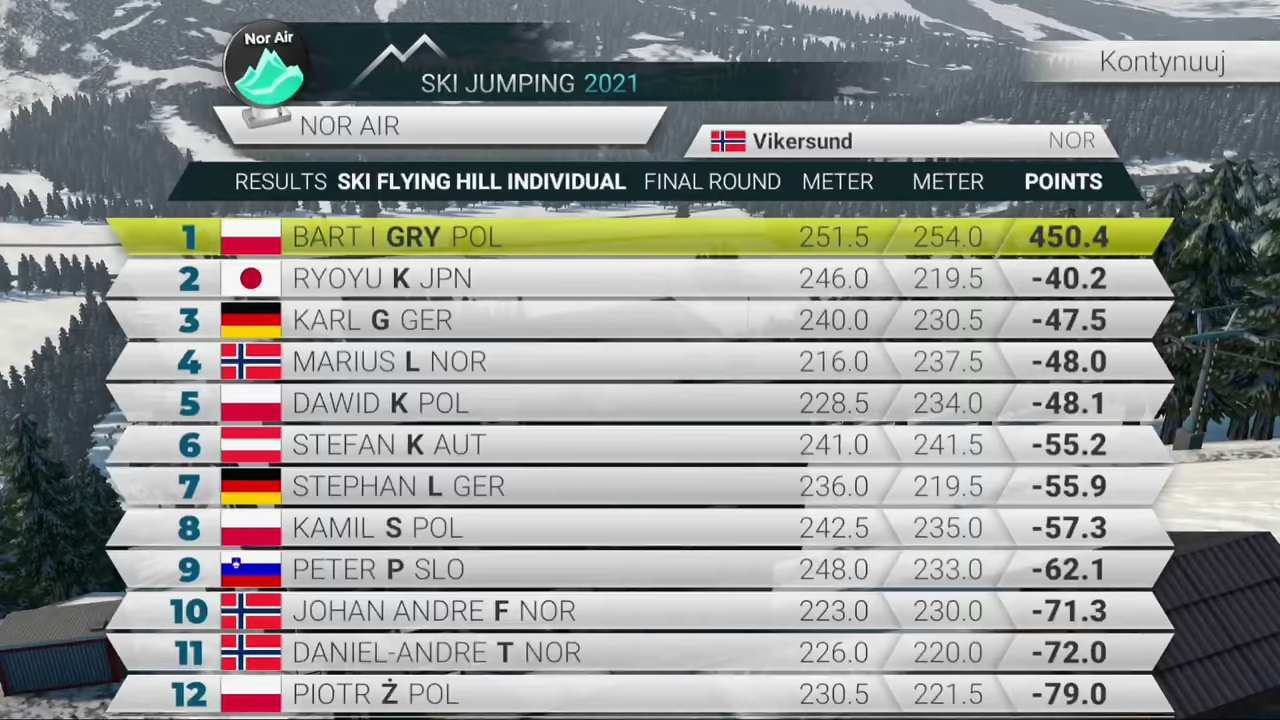 Nor Air
SKI JUMPING 2021
Kontynuuj
NOR AIR
Vikersund NOR
RESULTS SKI FLYING HILL INDIVIDUAL FINAL ROUND METER METER POINTS
1 BART I GRY POL 251.5 254.0 450.4
2 RYOYU K JPN 246.0 219.5 -40.2
3 KARL G GER 240.0 230.5 -47.5
4 MARIUS L NOR 216.0 237.5 -48.0
5 DAWID K POL 228.5 234.0 -48.1
6 STEFAN K AUT 241.0 241.5 -55.2
7 STEPHAN L GER 236.0 219.5 -55.9
8 KAMIL S POL 242.5 235.0 -57.3
9 PETER P SLO 248.0 233.0 -62.1
10 JOHAN ANDRE F NOR 223.0 230.0 -71.3
11 DANIEL-ANDRE T NOR 226.0 220.0 -72.0
12 PIOTR Ż POL 230.5 221.5 -79.0